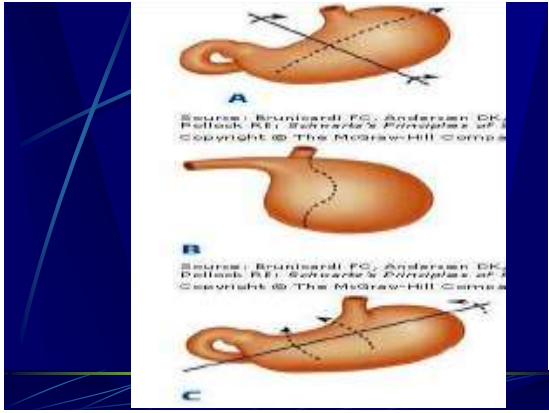 A
Source: Brunicardi FC, Andersen DK,
Pollock RE: Schwartz's Principles of
Copyright © The McGraw-Hill Compa
B
Source: Brunicardi FC, Andersen DK,
Pollock RE: Schwartz's Principles of
Copyright © The McGraw-Hill Compa
C